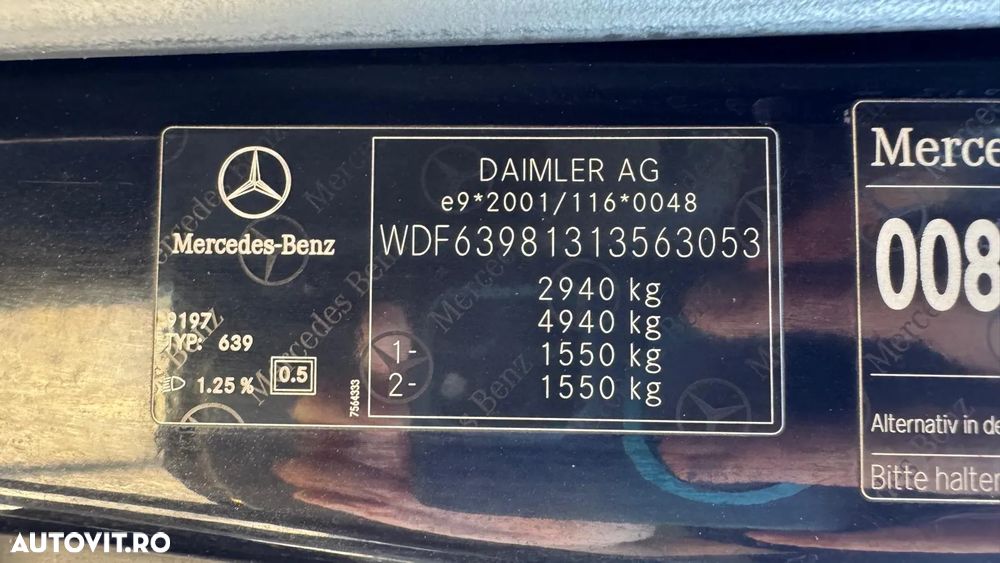 DAIMLER AG
e9*2001/116*0048
WDF63981313563053
2940 kg
4940 kg
1- 1550 kg
2- 1550 kg
Mercedes-Benz
9197
TYP: 639
1.25 %
0.5
7564333
Merce
008
Alternativ in de
Bitte halten
AUTOVIT.RO